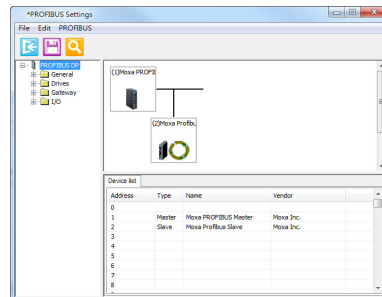 *PROFIBUS Settings
File Edit PROFIBUS
PROFIBUS DP
General
Drives
Gateway
I/O
(1)Moxa PROFIB
(2)Moxa Profibu
Device list
Address Type Name Vendor
0
1 Master Moxa PROFIBUS Master Moxa Inc.
2 Slave Moxa Profibus Slave Moxa Inc.
3
4
5
6
7
8